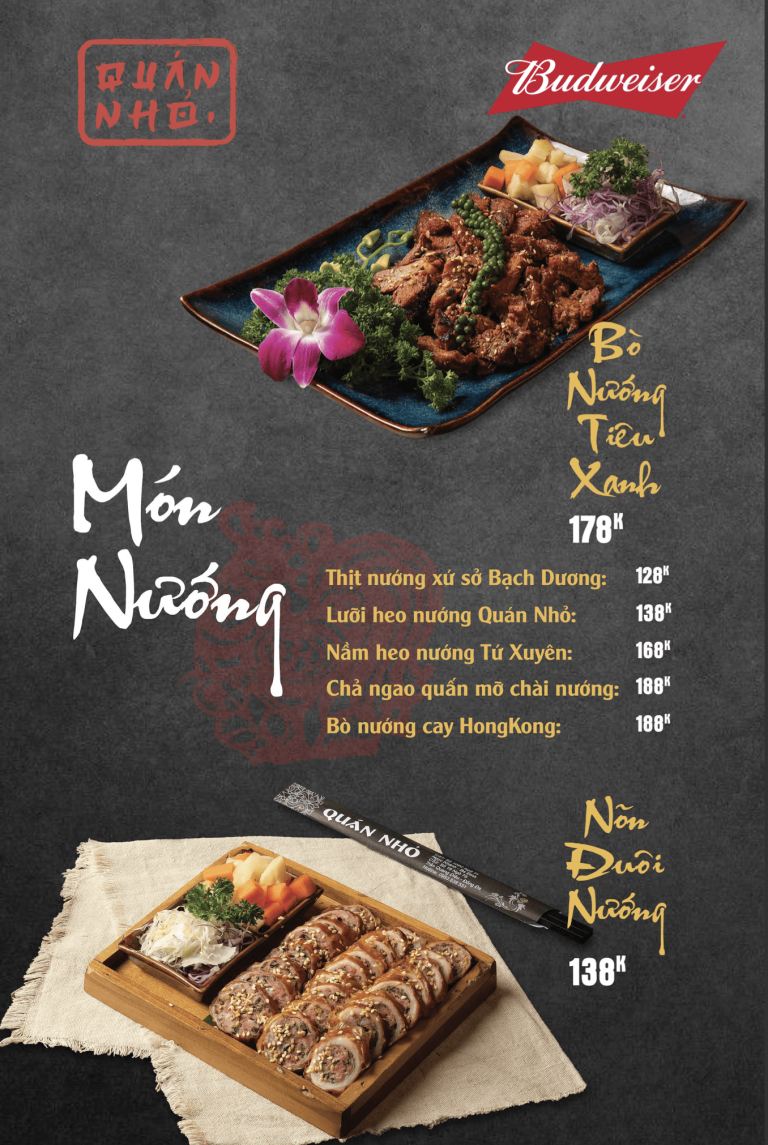 QUÁN
NHỎ.
Budweiser
Bò
Nướng
Tiêu
Xanh
178K
Món
Nướng
Thịt nướng xứ sở Bạch Dương: 128K
Lưỡi heo nướng Quán Nhỏ: 138K
Nầm heo nướng Tứ Xuyên: 168K
Chả ngao quấn mỡ chài nướng: 188K
Bò nướng cay HongKong: 188K
QUÁN NHỎ
Nõn
Đuôi
Nướng
138K